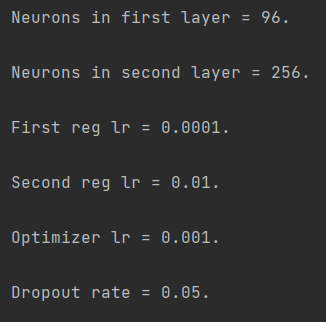 Neurons in first layer = 96.
Neurons in second layer = 256.
First reg lr = 0.0001.
Second reg lr = 0.01.
Optimizer lr = 0.001.
Dropout rate = 0.05.